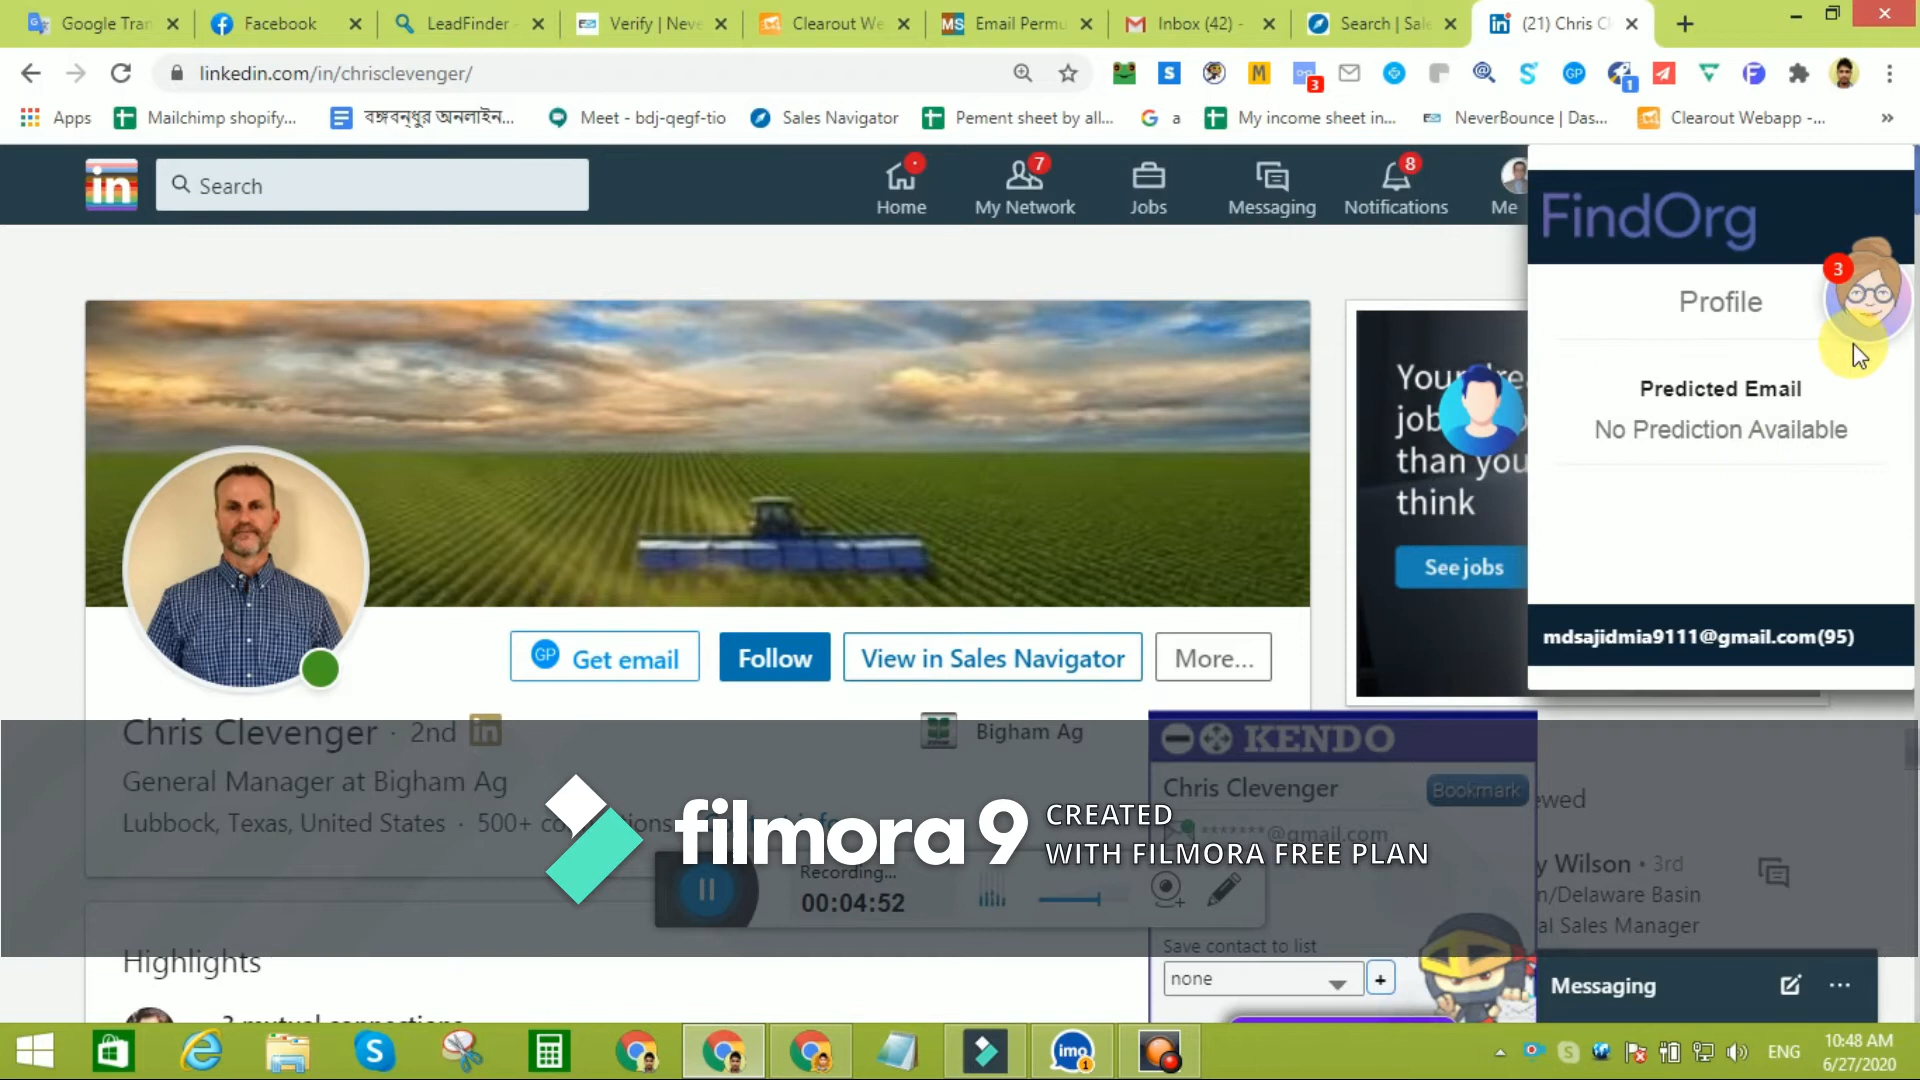 Google Tran
Facebook
LeadFinder -
Verify | Neve
Clearout We
Email Permu
Inbox (42) -
Search | Sale
(21) Chris Cl
linkedin.com/in/chrisclevenger/
Apps
Mailchimp shopify...
বঙ্গবন্ধুর অনলাইন...
Meet - bdj-qegf-tio
Sales Navigator
Pement sheet by all...
a
My income sheet in...
NeverBounce | Das...
Clearout Webapp -...
Search
Home
7
My Network
Jobs
Messaging
8
Notifications
Me
FindOrg
3
Profile
Predicted Email
No Prediction Available
mdsajidmia9111@gmail.com(95)
than you
think
See jobs
GP Get email
Follow
View in Sales Navigator
More...
Chris Clevenger · 2nd
General Manager at Bigham Ag
Lubbock, Texas, United States · 500+
Bigham Ag
KENDO
Chris Clevenger
Bookmark
*******@gmail.com
Save contact to list
none
+
filmora9
CREATED
WITH FILMORA FREE PLAN
Recording...
00:04:52
Wilson · 3rd
/Delaware Basin
Sales Manager
Highlights
3 mutual connections
Messaging
ENG
10:48 AM
6/27/2020